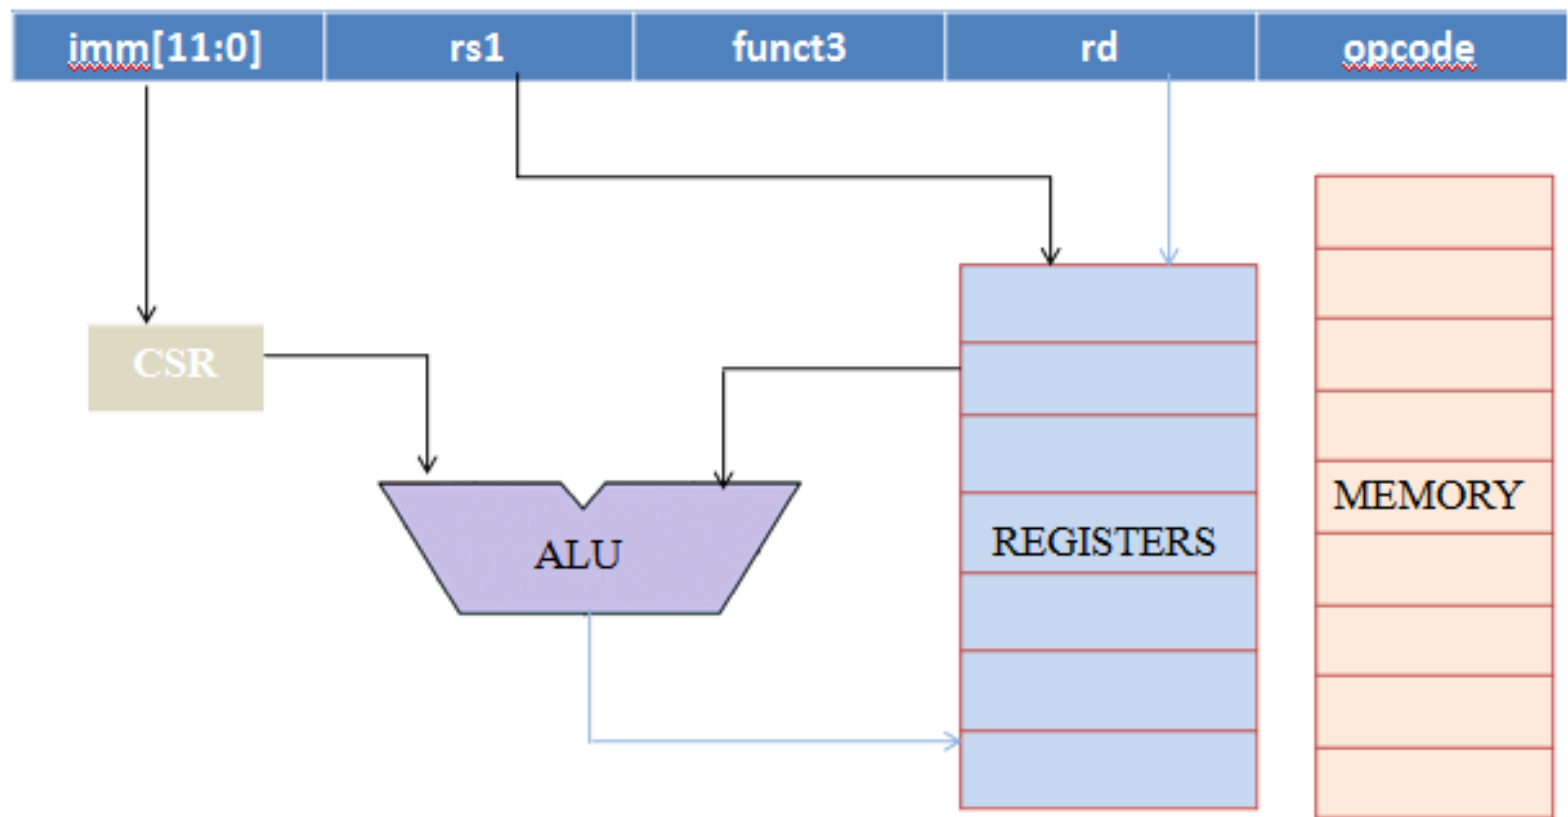 imm[11:0] rs1 funct3 rd opcode
CSR
MEMORY
REGISTERS
ALU